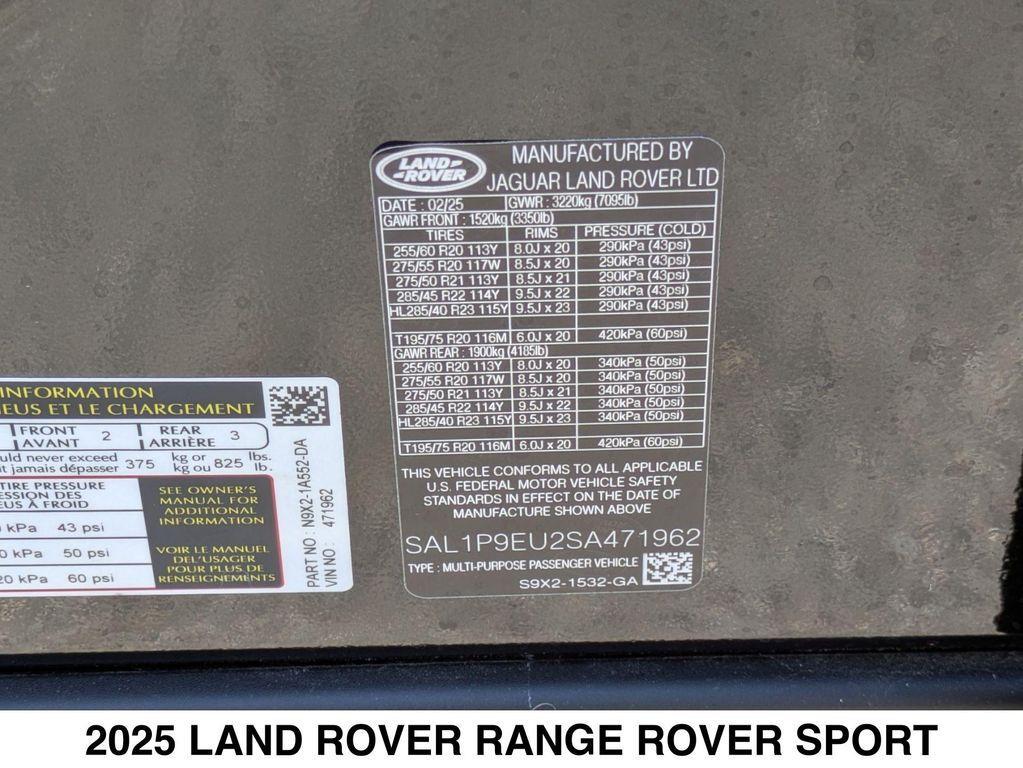 LAND-
-ROVER
MANUFACTURED BY
JAGUAR LAND ROVER LTD
DATE : 02/25 GVWR : 3220kg (7095lb)
GAWR FRONT : 1520kg (3350lb)
TIRES RIMS PRESSURE (COLD)
255/60 R20 113Y 8.0J x 20 290kPa (43psi)
275/55 R20 117W 8.5J x 20 290kPa (43psi)
275/50 R21 113Y 8.5J x 21 290kPa (43psi)
285/45 R22 114Y 9.5J x 22 290kPa (43psi)
HL285/40 R23 115Y 9.5J x 23 290kPa (43psi)
T195/75 R20 116M 6.0J x 20 420kPa (60psi)
GAWR REAR : 1900kg (4185lb)
255/60 R20 113Y 8.0J x 20 340kPa (50psi)
275/55 R20 117W 8.5J x 20 340kPa (50psi)
275/50 R21 113Y 8.5J x 21 340kPa (50psi)
285/45 R22 114Y 9.5J x 22 340kPa (50psi)
HL285/40 R23 115Y 9.5J x 23 340kPa (50psi)
T195/75 R20 116M 6.0J x 20 420kPa (60psi)
THIS VEHICLE CONFORMS TO ALL APPLICABLE
U.S. FEDERAL MOTOR VEHICLE SAFETY
STANDARDS IN EFFECT ON THE DATE OF
MANUFACTURE SHOWN ABOVE
SAL1P9EU2SA471962
TYPE : MULTI-PURPOSE PASSENGER VEHICLE
S9X2-1532-GA
INFORMATION
EUS ET LE CHARGEMENT
FRONT 2 REAR 3
AVANT ARRIÈRE
uld never exceed 375 kg or 825 lbs.
it jamais dépasser kg ou lb.
TIRE PRESSURE
ESSION DES
EUS À FROID
kPa 43 psi
0 kPa 50 psi
20 kPa 60 psi
SEE OWNER'S
MANUAL FOR
ADDITIONAL
INFORMATION
VOIR LE MANUEL
DEL'USAGER
POUR PLUS DE
RENSEIGNEMENTS
PART NO : N9X2-1A552-DA
VIN NO : 471962
2025 LAND ROVER RANGE ROVER SPORT